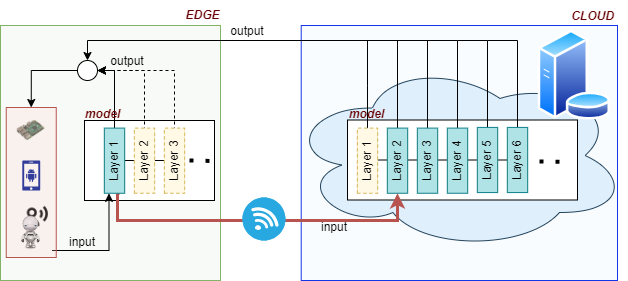 EDGE
CLOUD
output
output
model
model
Layer 1
Layer 2
Layer 3
Layer 1
Layer 2
Layer 3
Layer 4
Layer 5
Layer 6
input
input